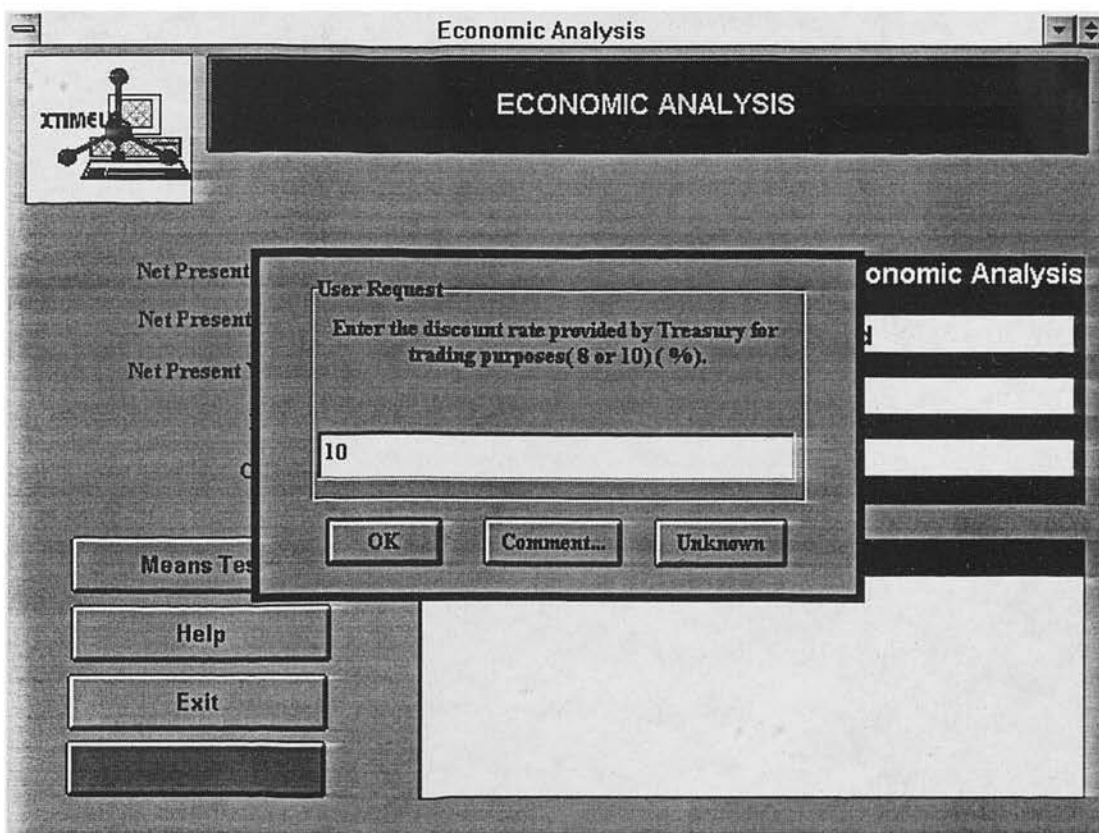 Economic Analysis
ECONOMIC ANALYSIS
Net Present
onomic Analysis
User Request
Net Present
Enter the discount rate provided by Treasury for
d
trading purposes( 8 or 10) ( %).
Net Present
10
OK
Comment...
Unknown
Means Tes
Help
Exit